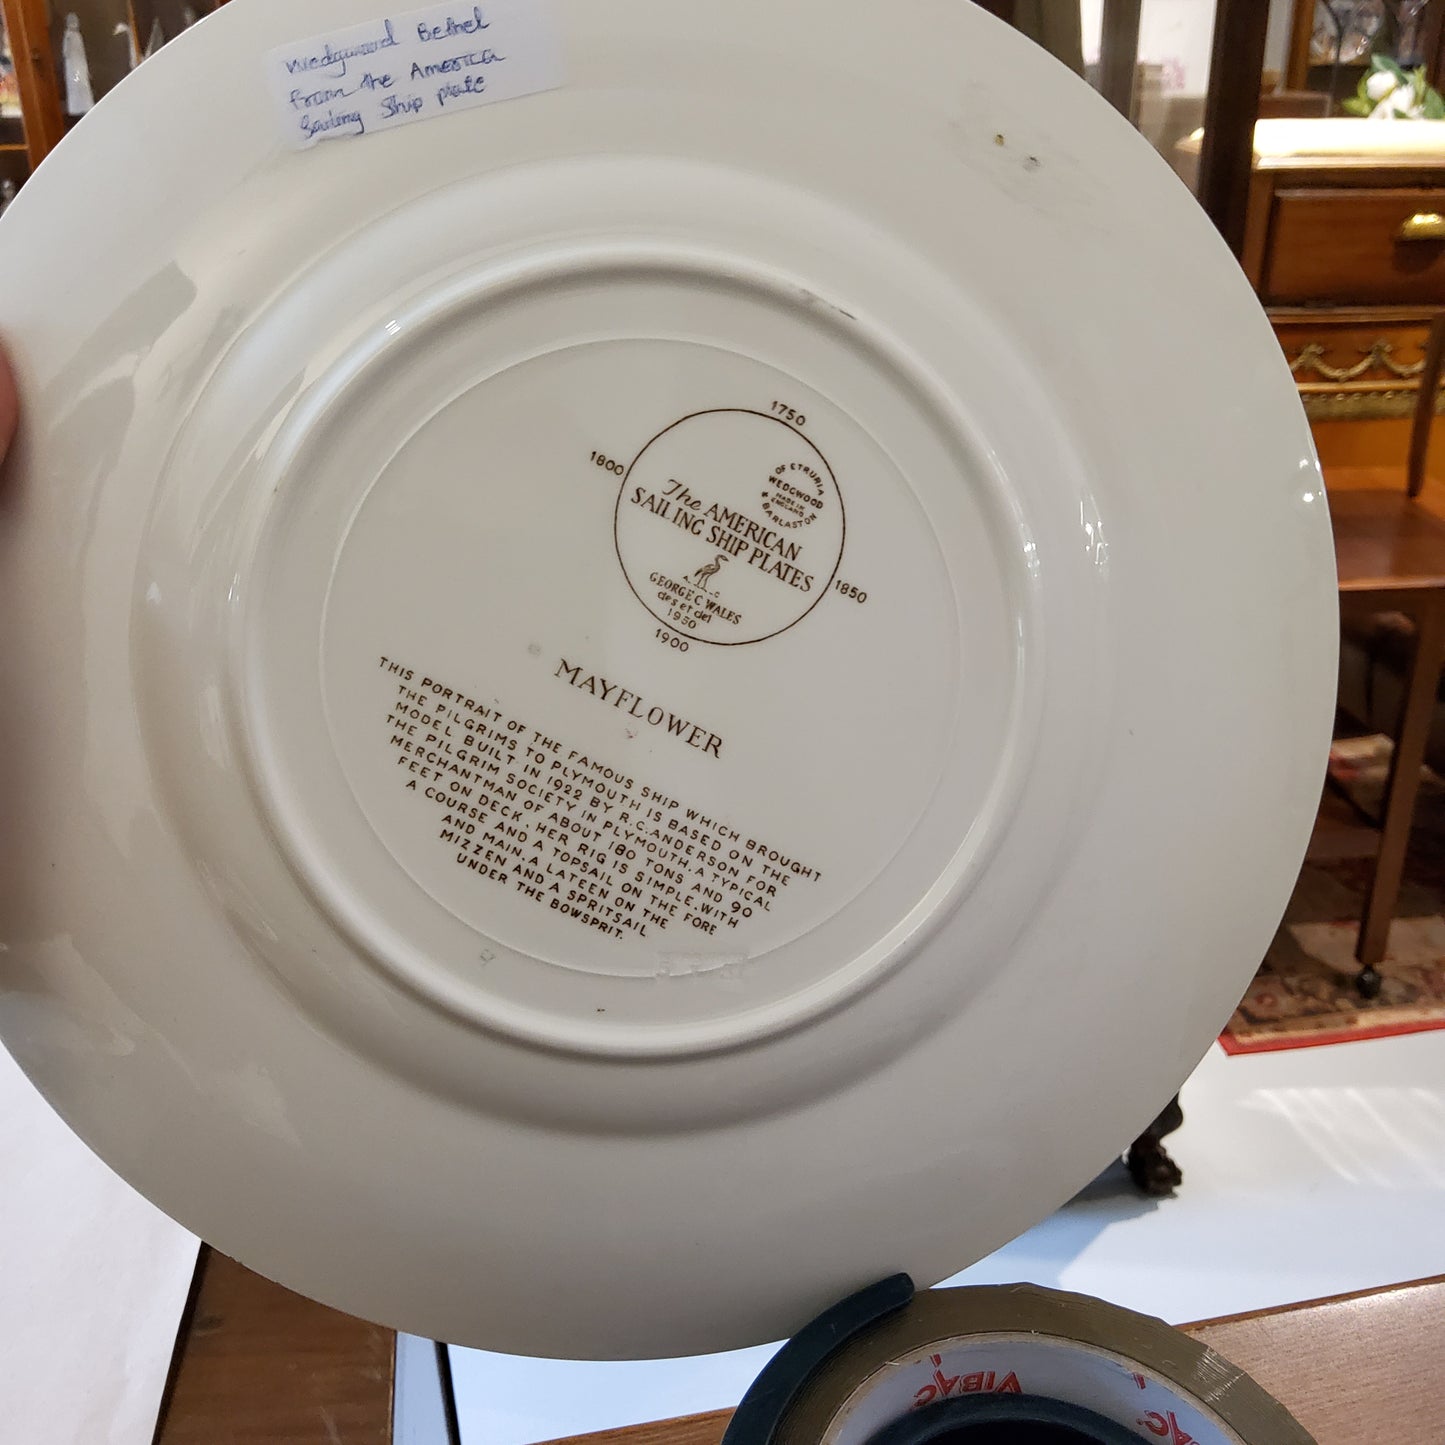 Wedgwood Bethel
from the America
Sailing Ship plate
1750
1800
OF ETRURIA
WEDGWOOD
MADE IN
ENGLAND
& BARLASTON
The AMERICAN
SAILING SHIP PLATES
1850
GEORGE C WALES
des et del
1930
1900
MAYFLOWER
THIS PORTRAIT OF THE FAMOUS SHIP WHICH BROUGHT
THE PILGRIMS TO PLYMOUTH IS BASED ON THE
MODEL BUILT IN 1922 BY R.C.ANDERSON FOR
THE PILGRIM SOCIETY IN PLYMOUTH. A TYPICAL
MERCHANTMAN OF ABOUT 180 TONS AND 90
FEET ON DECK. HER RIG IS SIMPLE. WITH
A COURSE AND A TOPSAIL ON THE FORE
AND MAIN. A LATEEN ON THE
MIZZEN AND A SPRITSAIL
UNDER THE BOWSPRIT.
VIBAC